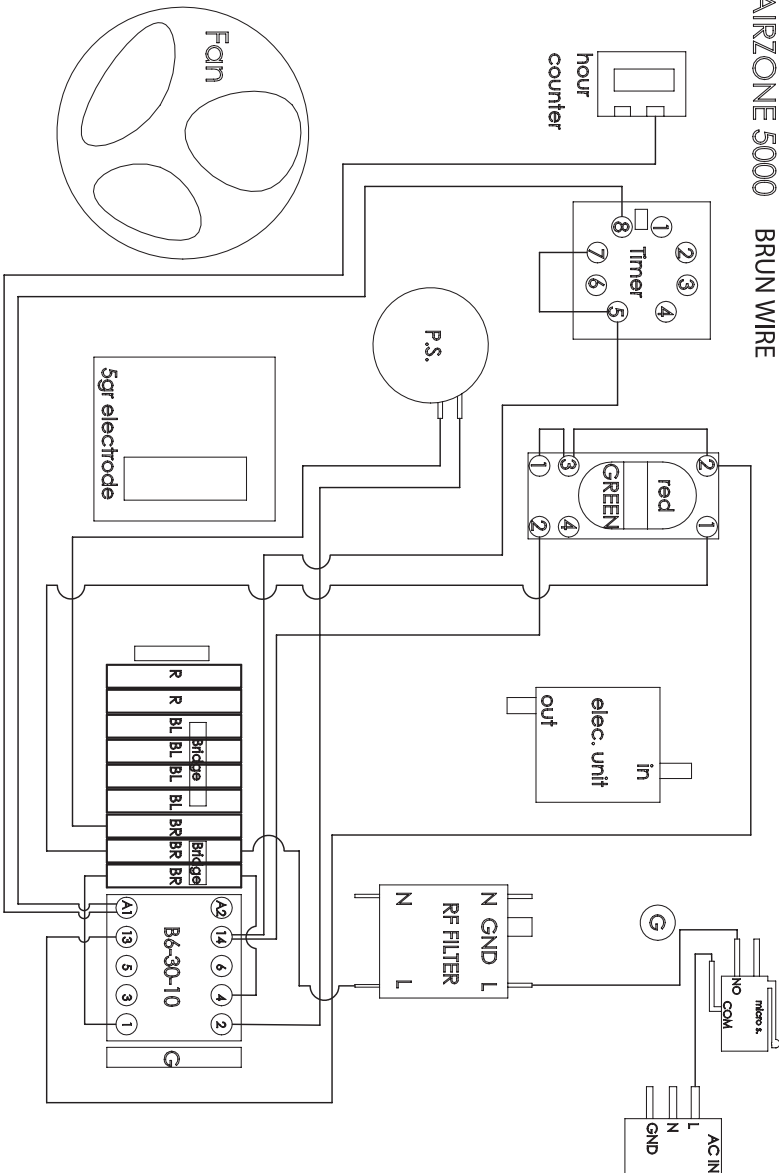 AIRZONE 5000 BRUN WIRE
AC IN
L
N
GND
micro s.
NO
COM
G
N GND L
RF FILTER
N
L
in
elec. unit
out
2
1
red
GREEN
3
4
1
2
1
2
3
4
8
Timer
5
7
6
hour
counter
Fan
P.S.
5gr electrode
R
R
BL
BL
BL
BL
BR
BR
BR
Bridge
Bridge
A2
14
6
4
2
B6-30-10
A1
13
5
3
1
G